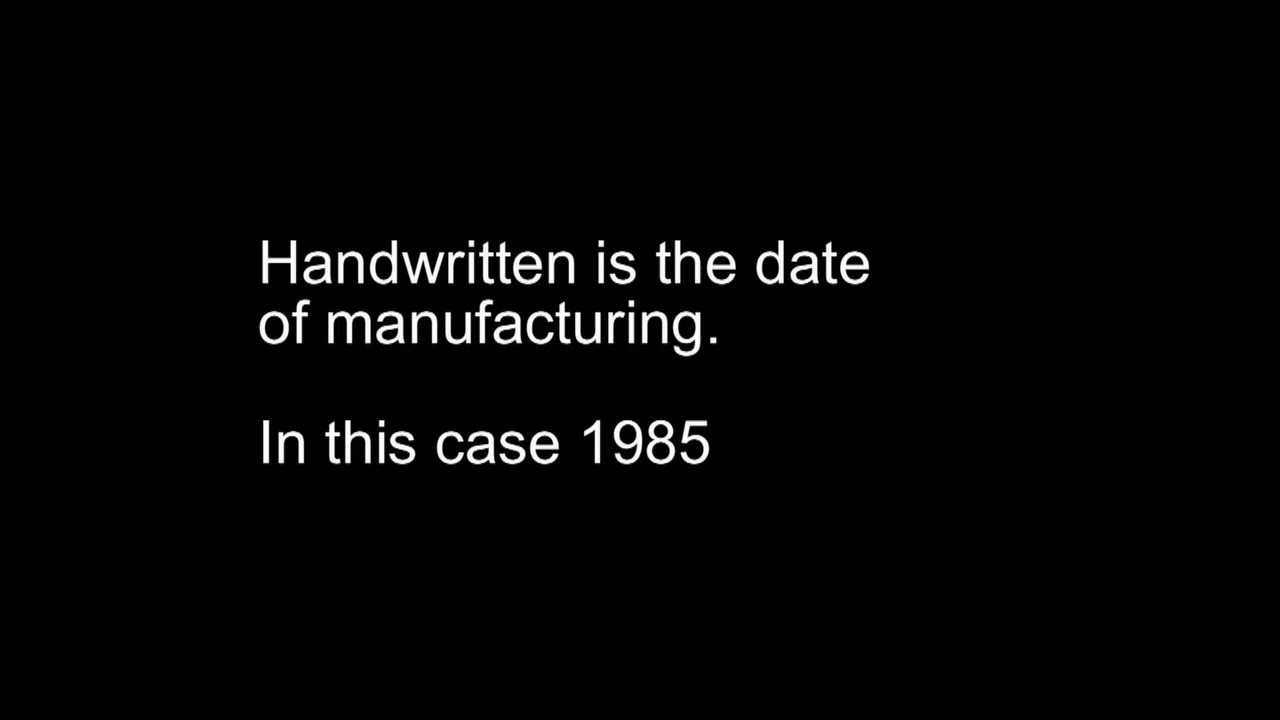 Handwritten is the date
of manufacturing.
In this case 1985